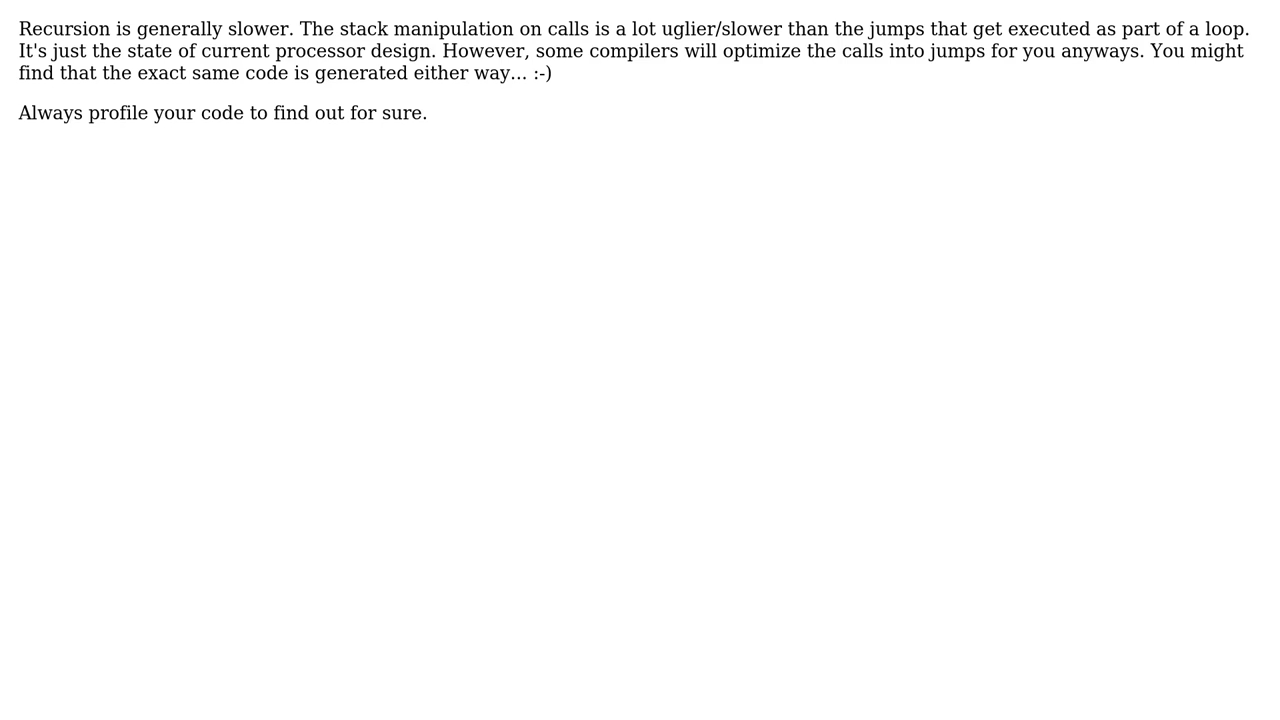 Recursion is generally slower. The stack manipulation on calls is a lot uglier/slower than the jumps that get executed as part of a loop.
It's just the state of current processor design. However, some compilers will optimize the calls into jumps for you anyways. You might
find that the exact same code is generated either way... :-)
Always profile your code to find out for sure.